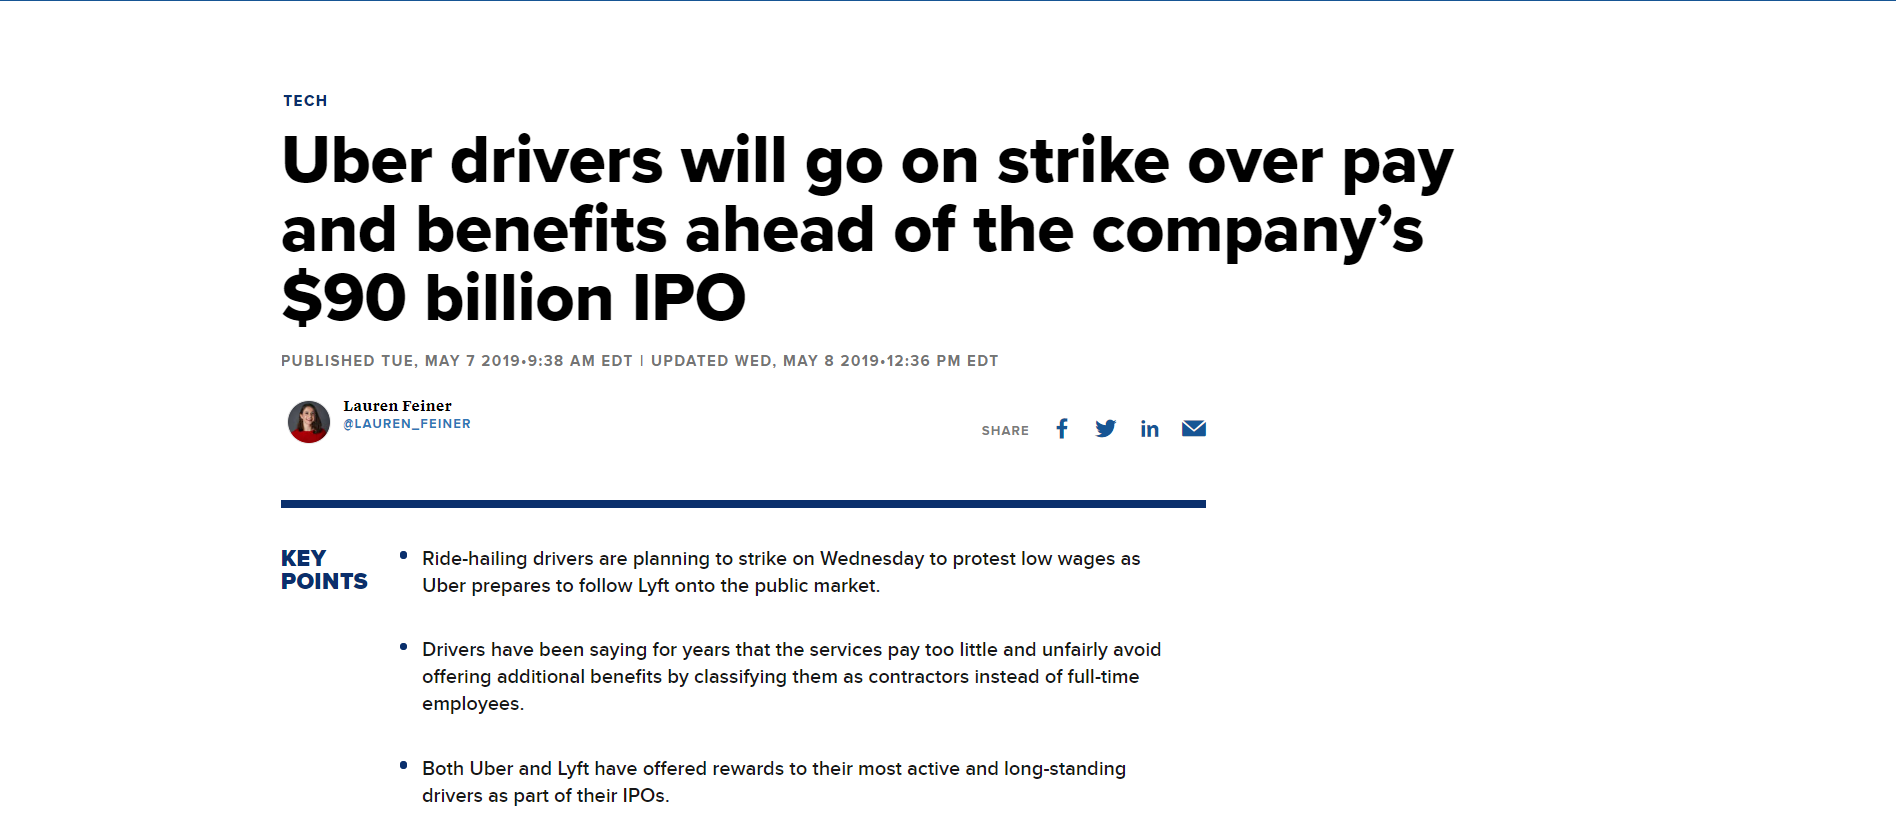 TECH
Uber drivers will go on strike over pay
and benefits ahead of the company’s
$90 billion IPO
PUBLISHED TUE, MAY 7 2019•9:38 AM EDT | UPDATED WED, MAY 8 2019•12:36 PM EDT
Lauren Feiner
@LAUREN_FEINER
SHARE
KEY
POINTS
• Ride-hailing drivers are planning to strike on Wednesday to protest low wages as
Uber prepares to follow Lyft onto the public market.
• Drivers have been saying for years that the services pay too little and unfairly avoid
offering additional benefits by classifying them as contractors instead of full-time
employees.
• Both Uber and Lyft have offered rewards to their most active and long-standing
drivers as part of their IPOs.